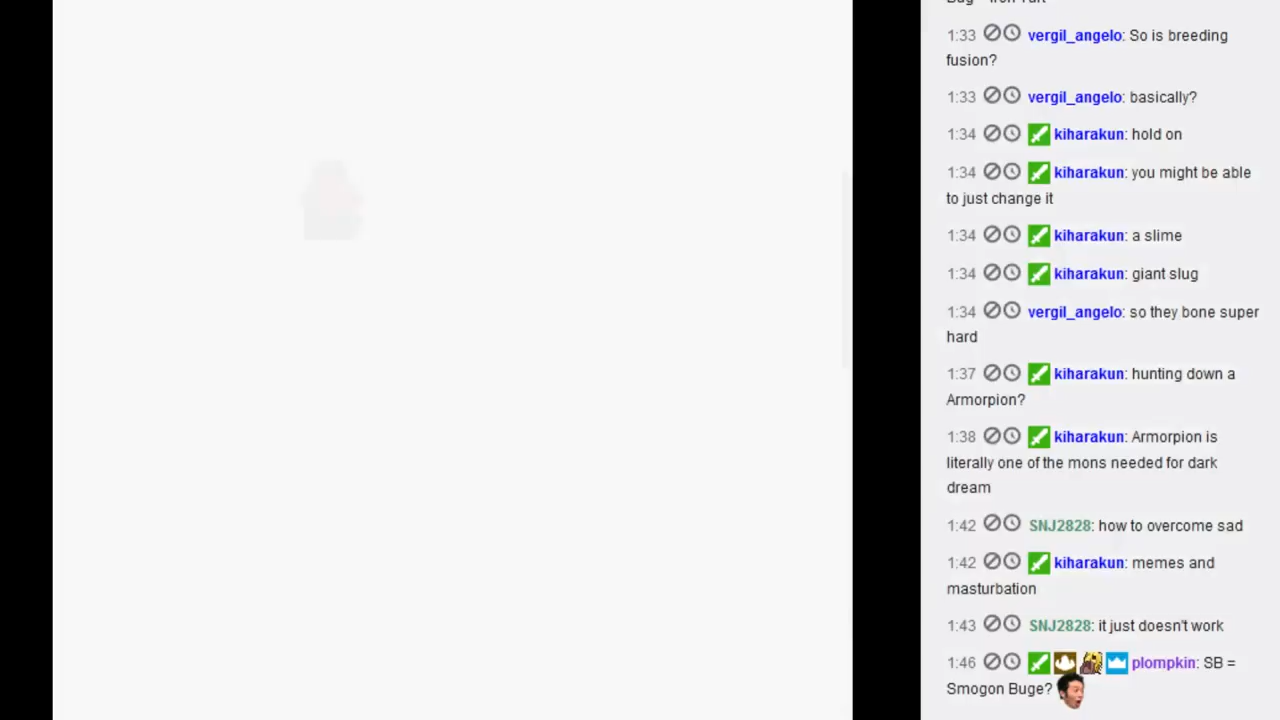 1:33 vergil_angelo: So is breeding
fusion?
1:33 vergil_angelo: basically?
1:34 kiharakun: hold on
1:34 kiharakun: you might be able
to just change it
1:34 kiharakun: a slime
1:34 kiharakun: giant slug
1:34 vergil_angelo: so they bone super
hard
1:37 kiharakun: hunting down a
Armorpion?
1:38 kiharakun: Armorpion is
literally one of the mons needed for dark
dream
1:42 SNJ2828: how to overcome sad
1:42 kiharakun: memes and
masturbation
1:43 SNJ2828: it just doesn't work
1:46 plompkin: SB =
Smogon Buge?